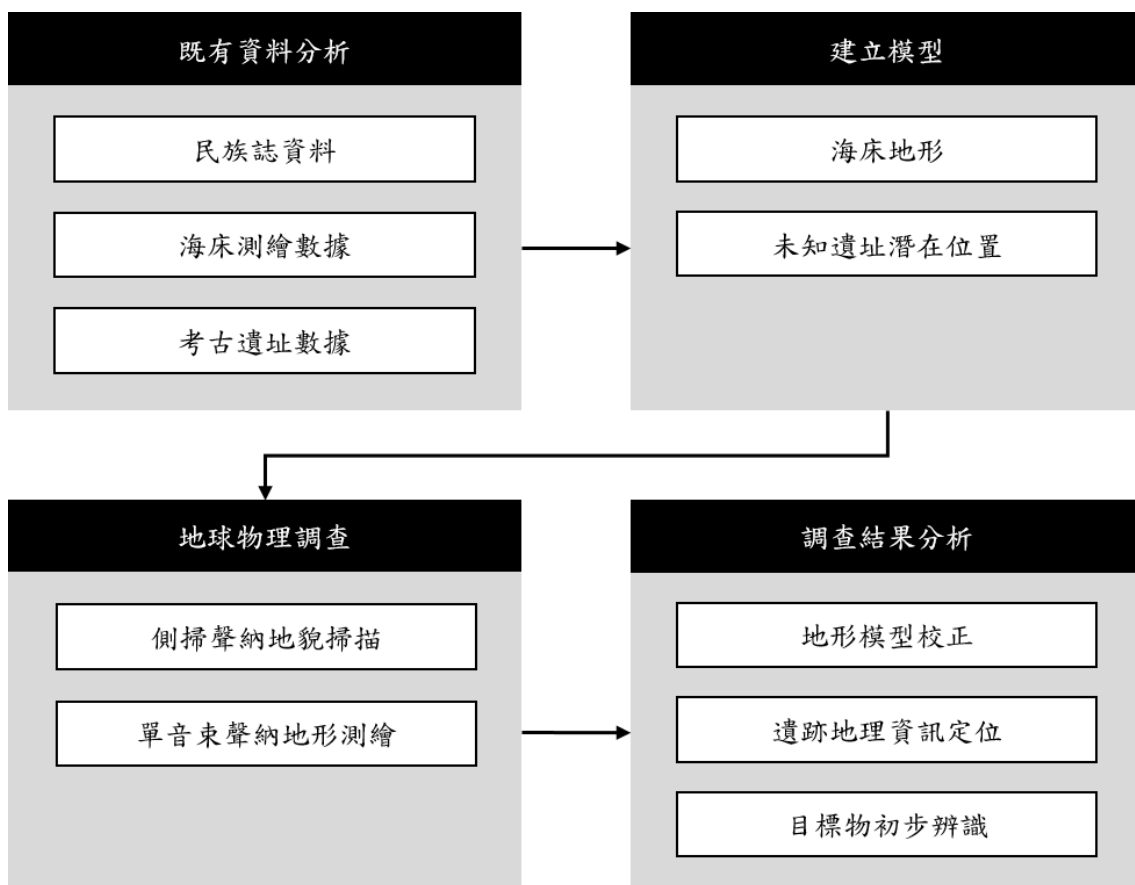 既有資料分析
民族誌資料
海床測繪數據
考古遺址數據
建立模型
海床地形
未知遺址潛在位置
地球物理調查
側掃聲納地貌掃描
單音束聲納地形測繪
調查結果分析
地形模型校正
遺跡地理資訊定位
目標物初步辨識